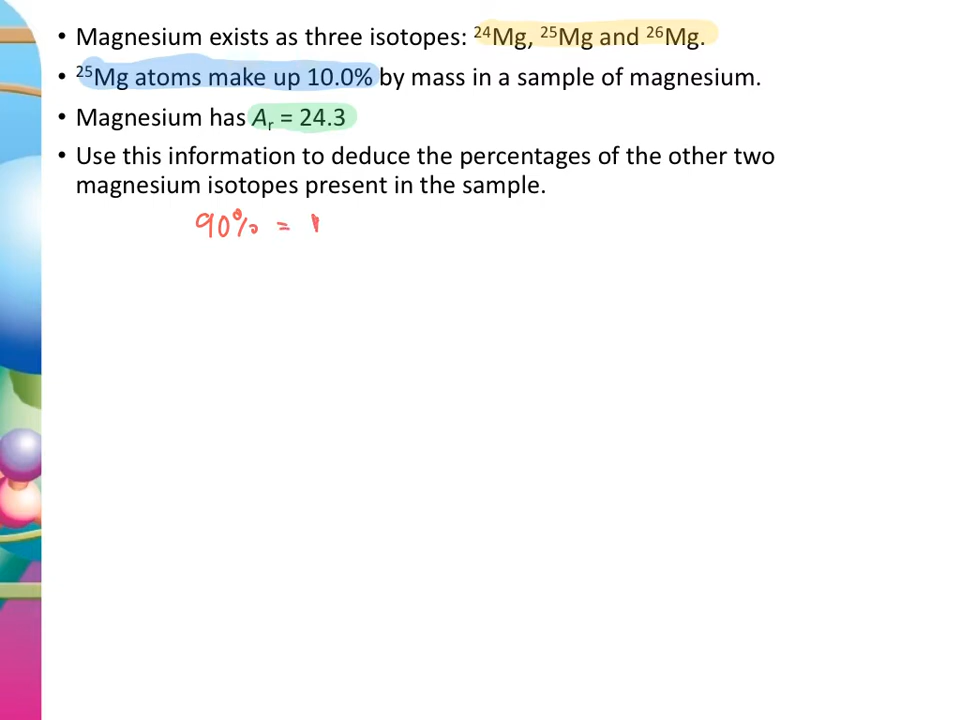 • Magnesium exists as three isotopes: ²⁴Mg, ²⁵Mg and ²⁶Mg.
• ²⁵Mg atoms make up 10.0% by mass in a sample of magnesium.
• Magnesium has Aᵣ = 24.3
• Use this information to deduce the percentages of the other two
magnesium isotopes present in the sample.
90% =